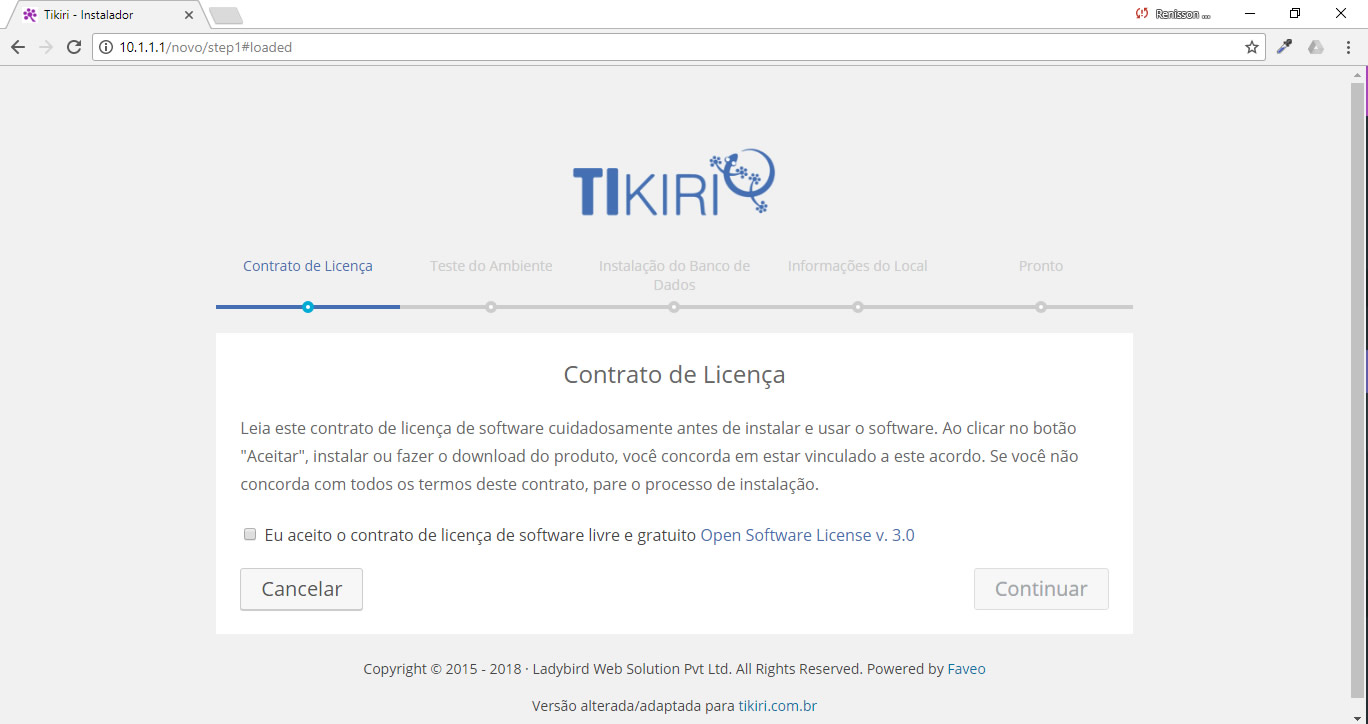 Tikiri - Instalador
Renisson ...
10.1.1.1/novo/step1#loaded
TIKIRI
Contrato de Licença
Teste do Ambiente
Instalação do Banco de
Dados
Informações do Local
Pronto
Contrato de Licença
Leia este contrato de licença de software cuidadosamente antes de instalar e usar o software. Ao clicar no botão
"Aceitar", instalar ou fazer o download do produto, você concorda em estar vinculado a este acordo. Se você não
concorda com todos os termos deste contrato, pare o processo de instalação.
Eu aceito o contrato de licença de software livre e gratuito Open Software License v. 3.0
Cancelar
Continuar
Copyright © 2015 - 2018 · Ladybird Web Solution Pvt Ltd. All Rights Reserved. Powered by Faveo
Versão alterada/adaptada para tikiri.com.br